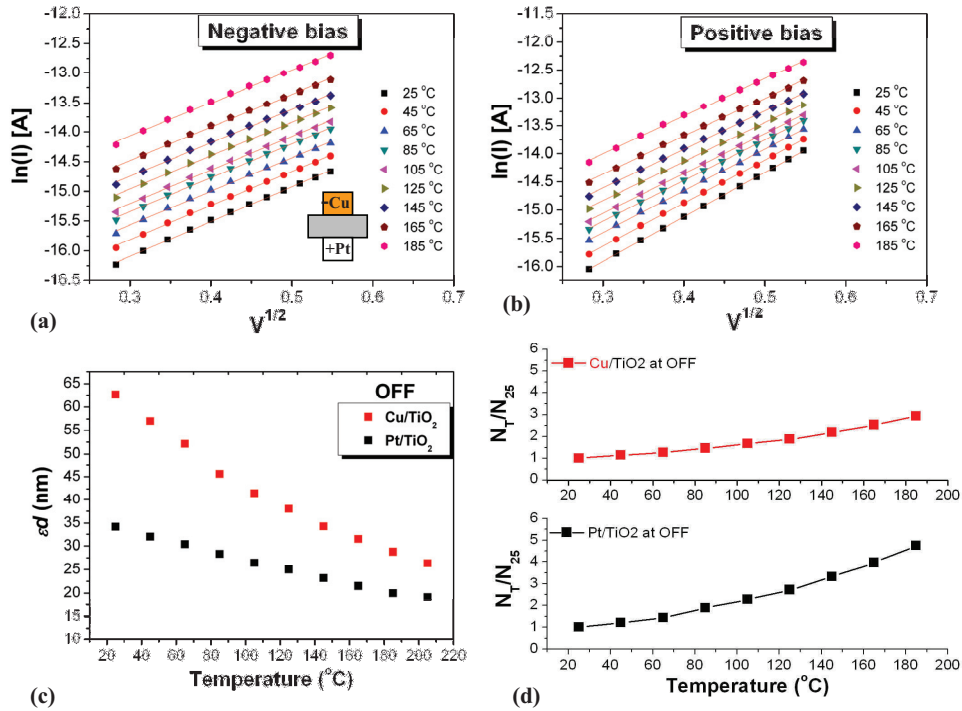 Negative bias
ln(I) [A]
-12.0
-12.5
-13.0
-13.5
-14.0
-14.5
-15.0
-15.5
-16.0
-16.5
0.3 0.4 0.5 0.6 0.7
V^1/2
25 °C
45 °C
65 °C
85 °C
105 °C
125 °C
145 °C
165 °C
185 °C
-Cu
+Pt
(a)
Positive bias
ln(I) [A]
-11.5
-12.0
-12.5
-13.0
-13.5
-14.0
-14.5
-15.0
-15.5
-16.0
0.3 0.4 0.5 0.6 0.7
V^1/2
25 °C
45 °C
65 °C
85 °C
105 °C
125 °C
145 °C
165 °C
185 °C
(b)
OFF
Cu/TiO₂
Pt/TiO₂
εd (nm)
65
60
55
50
45
40
35
30
25
20
15
10
20 40 60 80 100 120 140 160 180 200 220
Temperature (°C)
(c)
Cu/TiO2 at OFF
N_T/N_25
6
5
4
3
2
1
0
20 40 60 80 100 120 140 160 180 200
Pt/TiO2 at OFF
N_T/N_25
6
5
4
3
2
1
0
20 40 60 80 100 120 140 160 180 200
Temperature (°C)
(d)